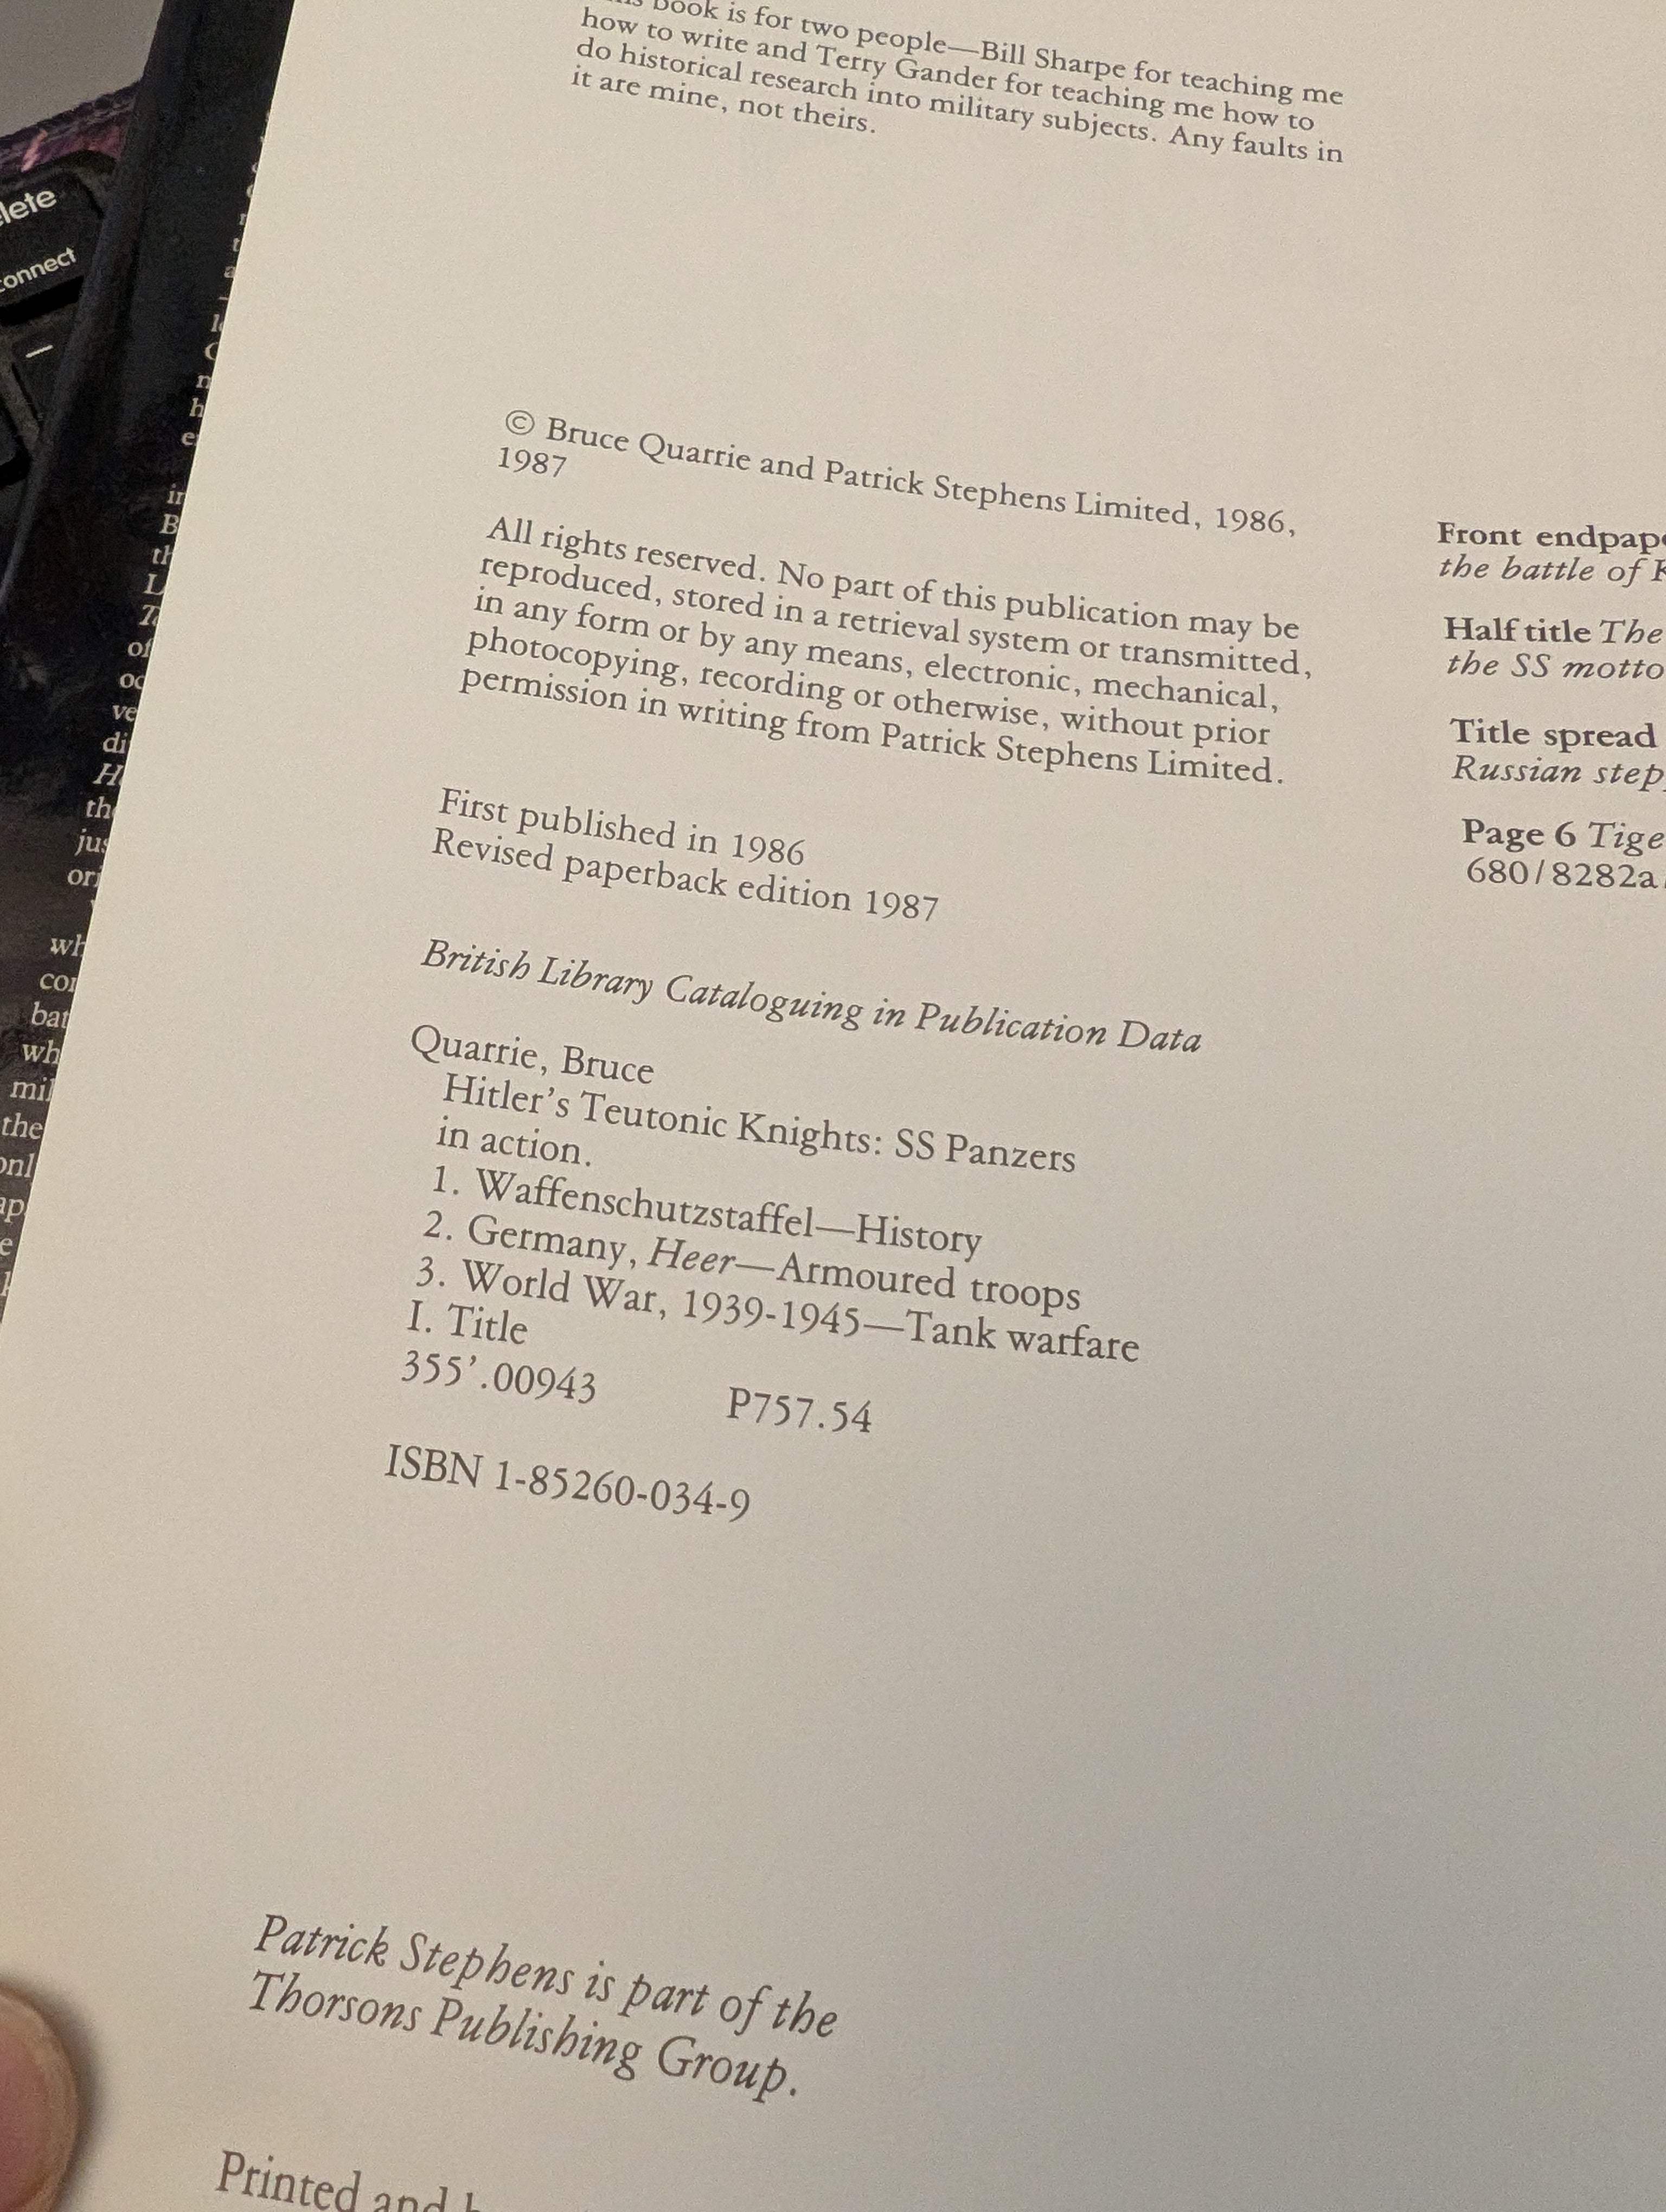 book is for two people—Bill Sharpe for teaching me
how to write and Terry Gander for teaching me how to
do historical research into military subjects. Any faults in
it are mine, not theirs.
© Bruce Quarrie and Patrick Stephens Limited, 1986,
1987
All rights reserved. No part of this publication may be
reproduced, stored in a retrieval system or transmitted,
in any form or by any means, electronic, mechanical,
photocopying, recording or otherwise, without prior
permission in writing from Patrick Stephens Limited.
First published in 1986
Revised paperback edition 1987
British Library Cataloguing in Publication Data
Quarrie, Bruce
Hitler's Teutonic Knights: SS Panzers
in action.
1. Waffenschutzstaffel—History
2. Germany, Heer—Armoured troops
3. World War, 1939-1945—Tank warfare
I. Title
355'.00943 P757.54
ISBN 1-85260-034-9
Patrick Stephens is part of the
Thorsons Publishing Group.
Printed and
Front endpape
the battle of K
Half title The
the SS motto
Title spread
Russian step
Page 6 Tige
680/8282a
lete
onnect